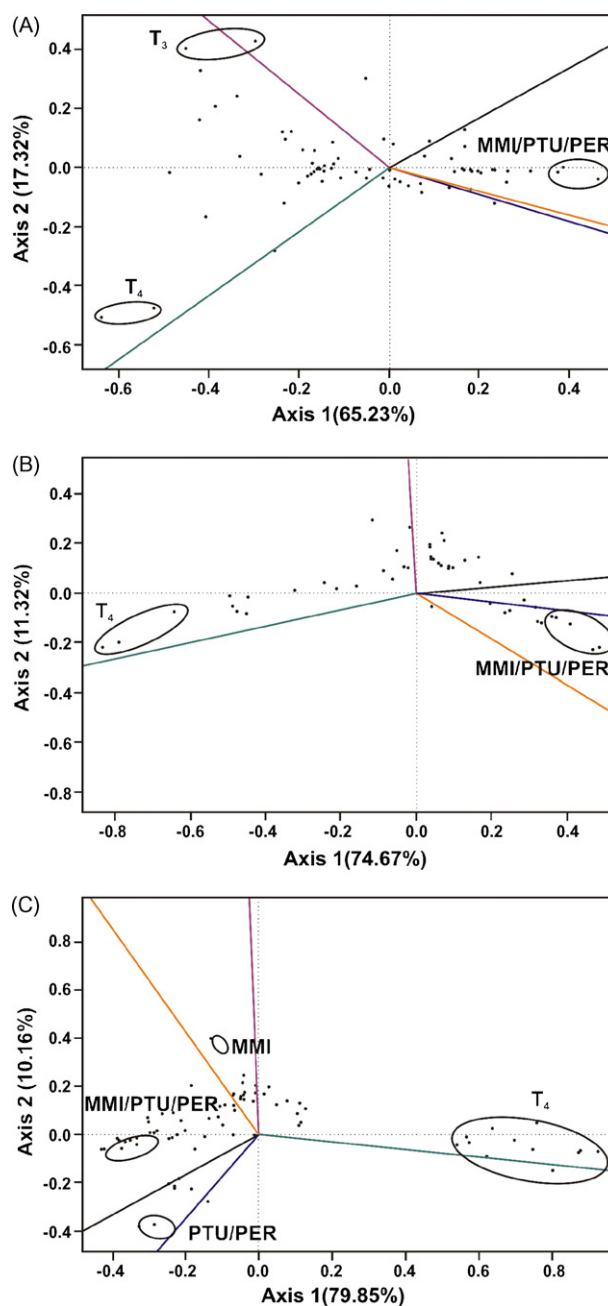 (A)
T3
MMI/PTU/PER
T4
0.4
0.2
0.0
-0.2
-0.4
-0.6
Axis 2 (17.32%)
-0.6 -0.4 -0.2 0.0 0.2 0.4
Axis 1(65.23%)
(B)
T4
MMI/PTU/PER
0.4
0.2
0.0
-0.2
-0.4
-0.6
-0.8
Axis 2 (11.32%)
-0.8 -0.6 -0.4 -0.2 0.0 0.2 0.4
Axis 1(74.67%)
(C)
MMI
MMI/PTU/PER
T4
PTU/PER
0.8
0.6
0.4
0.2
0.0
-0.2
-0.4
Axis 2 (10.16%)
-0.4 -0.2 0.0 0.2 0.4 0.6 0.8
Axis 1(79.85%)